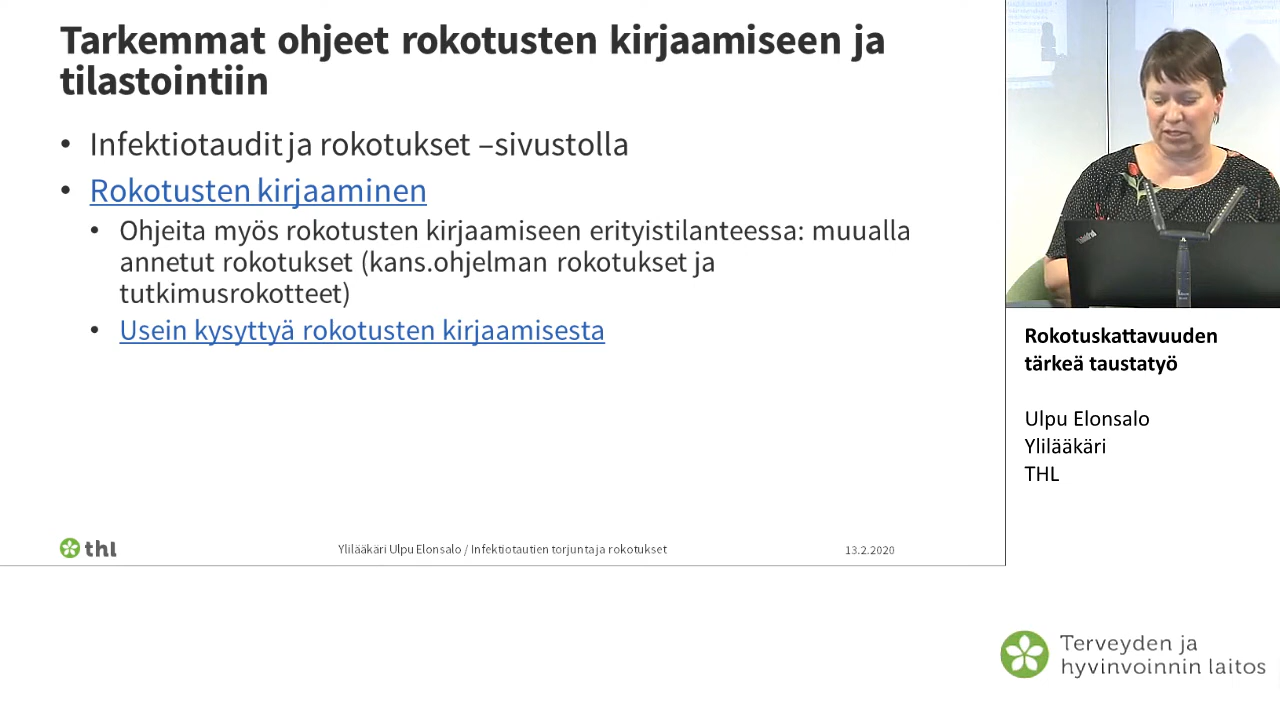 Tarkemmat ohjeet rokotusten kirjaamiseen ja
tilastointiin
• Infektiotaudit ja rokotukset –sivustolla
• Rokotusten kirjaaminen
• Ohjeita myös rokotusten kirjaamiseen erityistilanteessa: muualla
annetut rokotukset (kans.ohjelman rokotukset ja
tutkimusrokotteet)
• Usein kysyttyä rokotusten kirjaamisesta
thl
Ylilääkäri Ulpu Elonsalo / Infektiotautien torjunta ja rokotukset
13.2.2020
Rokotuskattavuuden
tärkeä taustatyö
Ulpu Elonsalo
Ylilääkäri
THL
Terveyden ja
hyvinvoinnin laitos